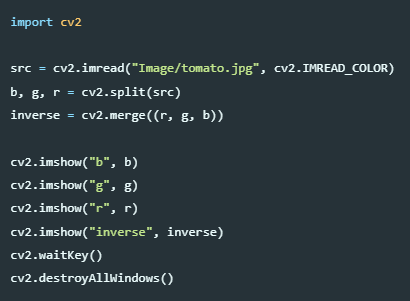 import cv2
src = cv2.imread("Image/tomato.jpg", cv2.IMREAD_COLOR)
b, g, r = cv2.split(src)
inverse = cv2.merge((r, g, b))
cv2.imshow("b", b)
cv2.imshow("g", g)
cv2.imshow("r", r)
cv2.imshow("inverse", inverse)
cv2.waitKey()
cv2.destroyAllWindows()